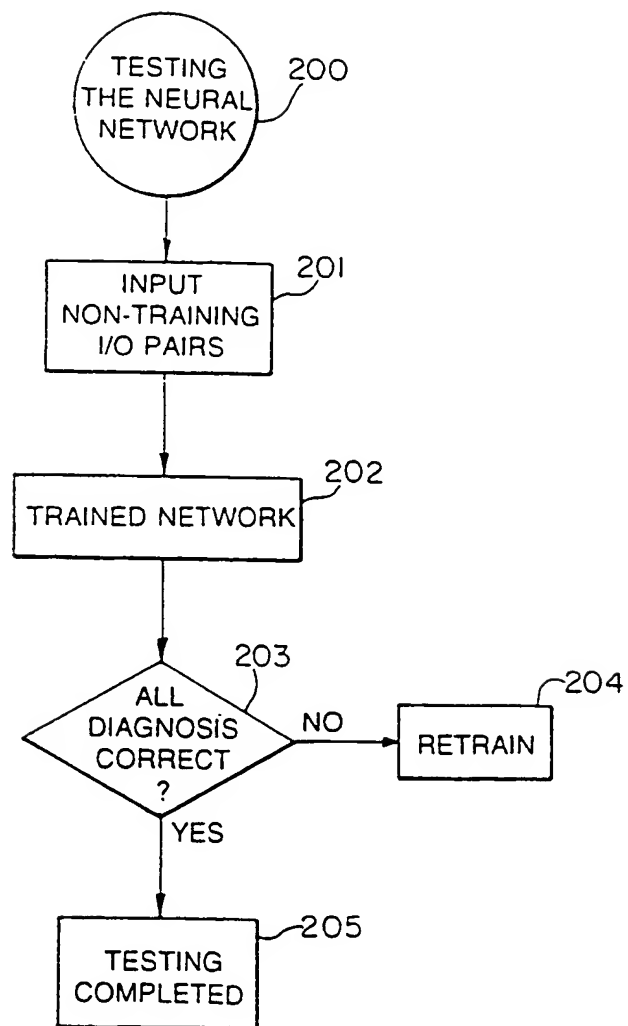 TESTING
THE NEURAL
NETWORK
200
INPUT
NON-TRAINING
I/O PAIRS
201
TRAINED NETWORK
202
ALL
DIAGNOSIS
CORRECT
?
203
NO
RETRAIN
204
YES
TESTING
COMPLETED
205